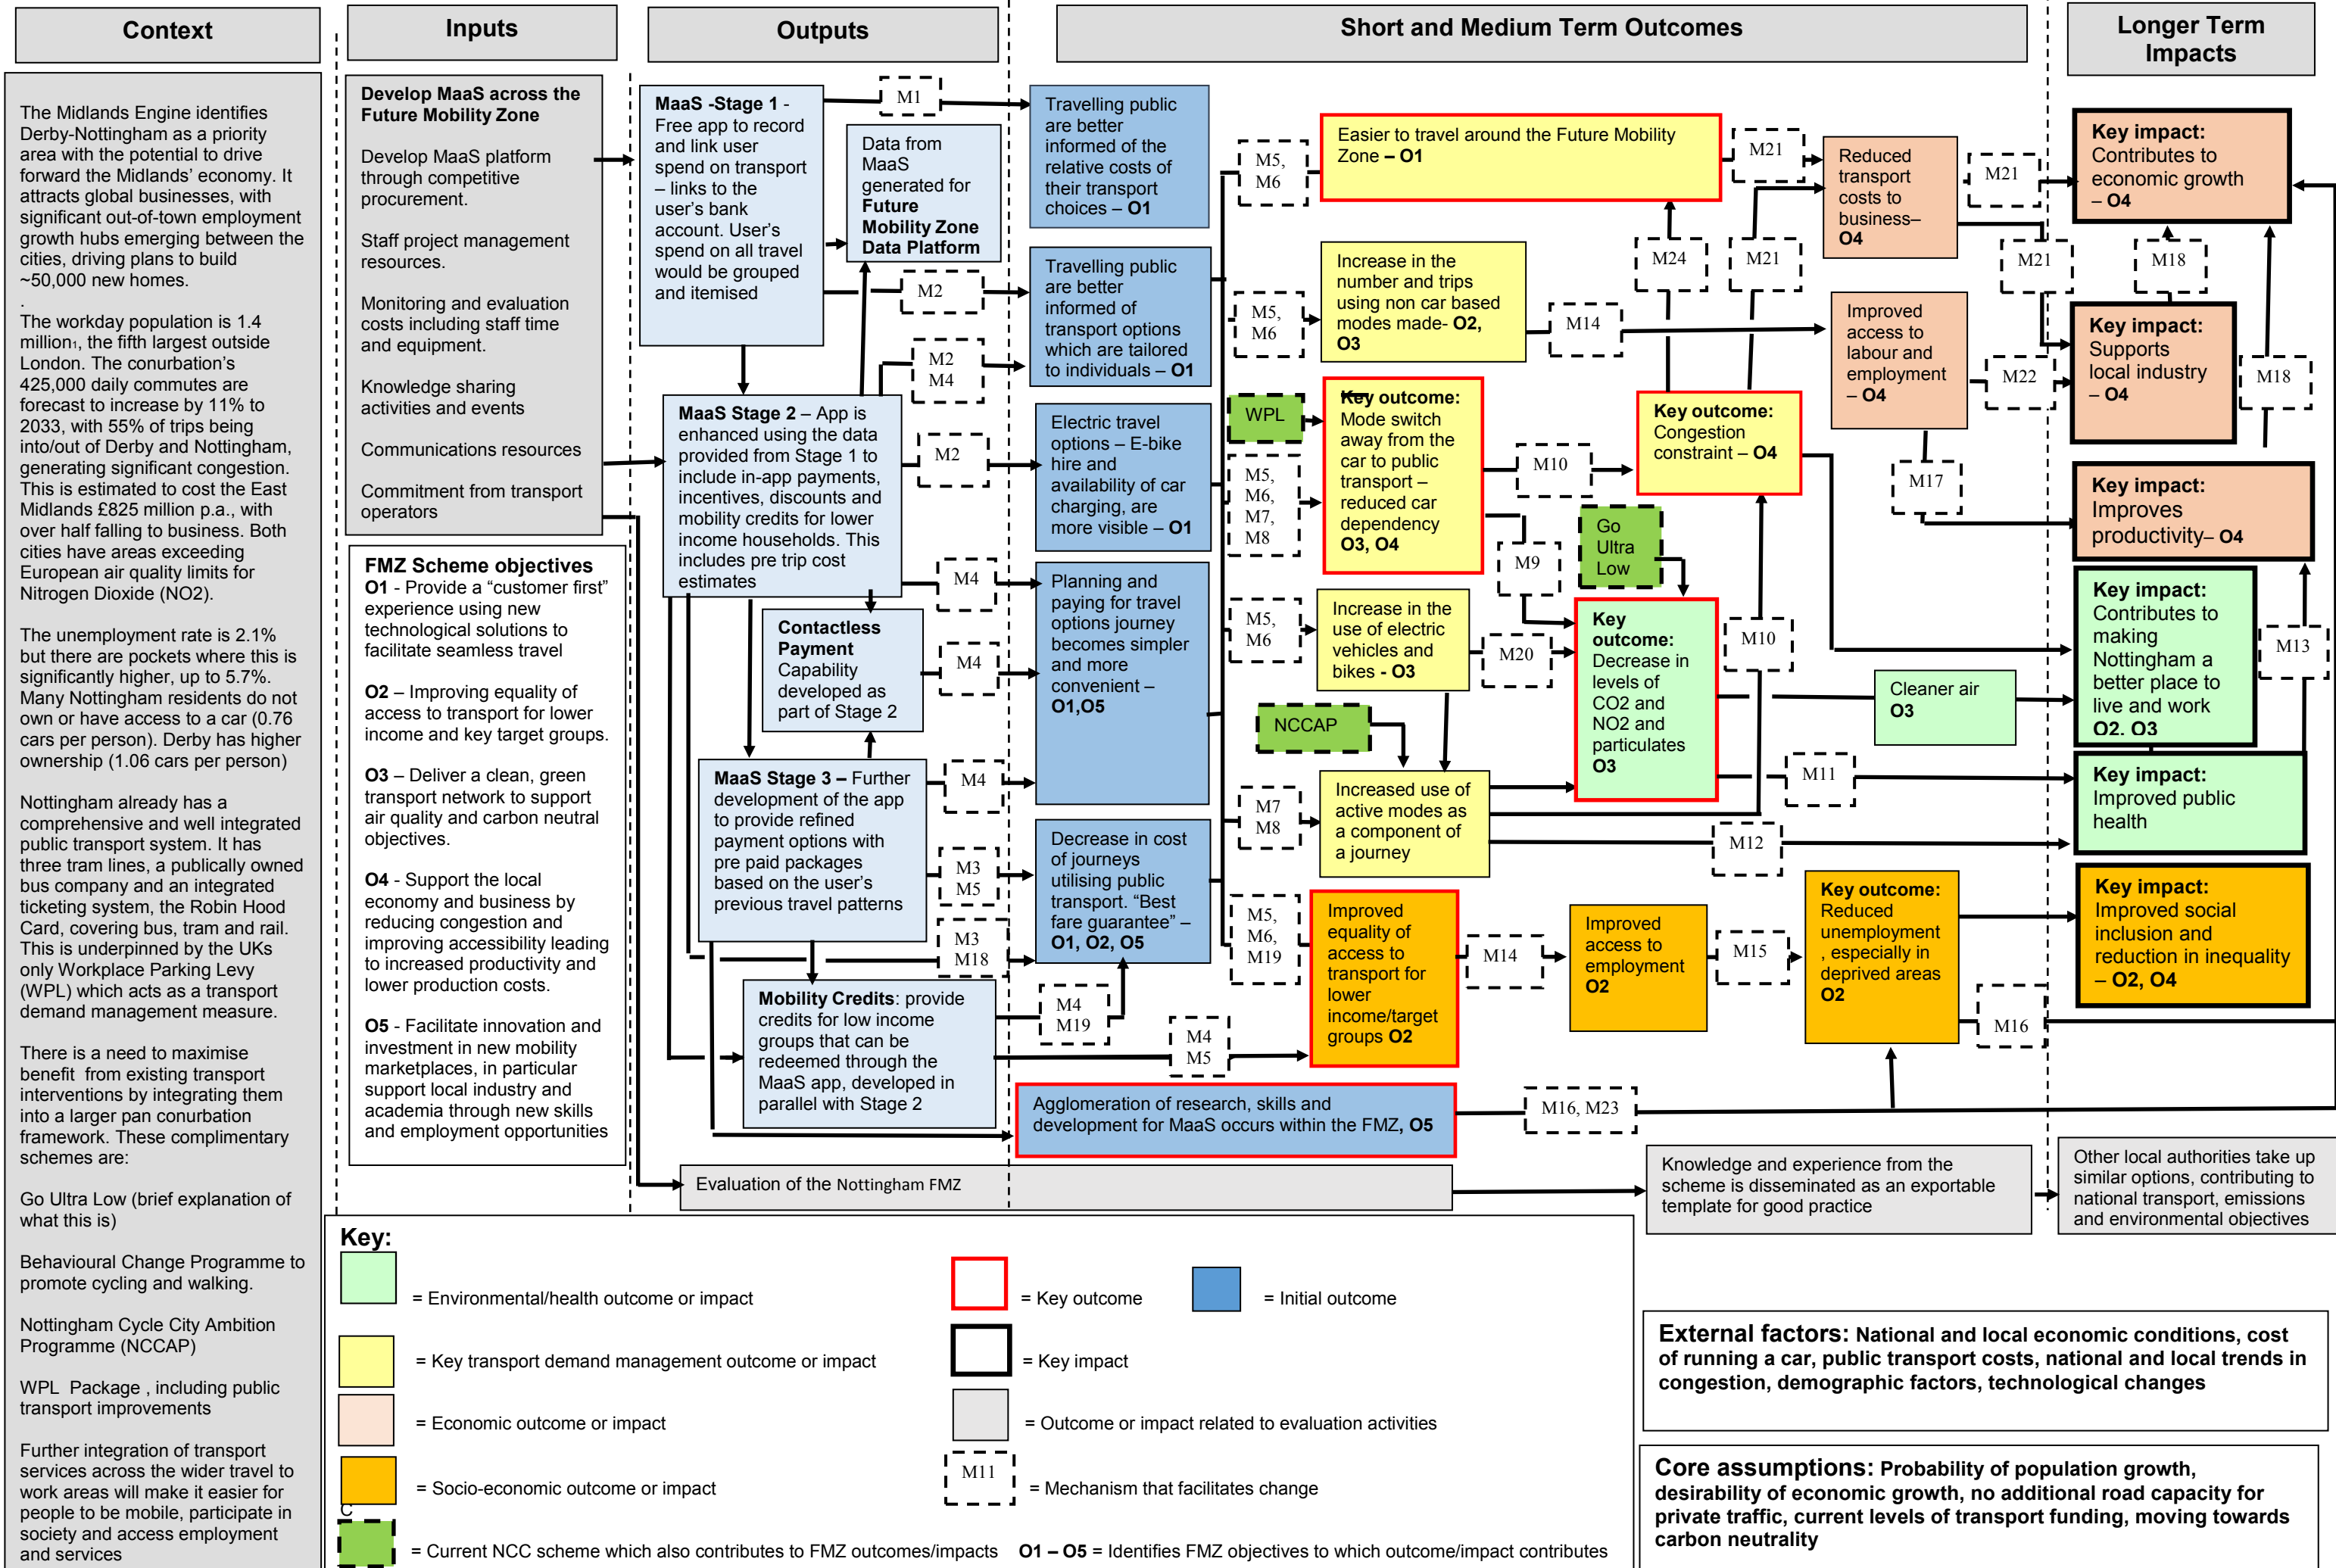 Context
Inputs
Outputs
Short and Medium Term Outcomes
Longer Term
Impacts
The Midlands Engine identifies
Derby-Nottingham as a priority
area with the potential to drive
forward the Midlands' economy. It
attracts global businesses, with
significant out-of-town employment
growth hubs emerging between the
cities, driving plans to build
~50,000 new homes.
.
The workday population is 1.4
million1, the fifth largest outside
London. The conurbation's
425,000 daily commutes are
forecast to increase by 11% to
2033, with 55% of trips being
into/out of Derby and Nottingham,
generating significant congestion.
This is estimated to cost the East
Midlands £825 million p.a., with
over half falling to business. Both
cities have areas exceeding
European air quality limits for
Nitrogen Dioxide (NO2).
The unemployment rate is 2.1%
but there are pockets where this is
significantly higher, up to 5.7%.
Many Nottingham residents do not
own or have access to a car (0.76
cars per person). Derby has higher
ownership (1.06 cars per person)
Nottingham already has a
comprehensive and well integrated
public transport system. It has
three tram lines, a publically owned
bus company and an integrated
ticketing system, the Robin Hood
Card, covering bus, tram and rail.
This is underpinned by the UKs
only Workplace Parking Levy
(WPL) which acts as a transport
demand management measure.
There is a need to maximise
benefit from existing transport
interventions by integrating them
into a larger pan conurbation
framework. These complimentary
schemes are:
Go Ultra Low (brief explanation of
what this is)
Behavioural Change Programme to
promote cycling and walking.
Nottingham Cycle City Ambition
Programme (NCCAP)
WPL Package , including public
transport improvements
Further integration of transport
services across the wider travel to
work areas will make it easier for
people to be mobile, participate in
society and access employment
and services
Develop MaaS across the
Future Mobility Zone
Develop MaaS platform
through competitive
procurement.
Staff project management
resources.
Monitoring and evaluation
costs including staff time
and equipment.
Knowledge sharing
activities and events
Communications resources
Commitment from transport
operators
FMZ Scheme objectives
O1 - Provide a "customer first"
experience using new
technological solutions to
facilitate seamless travel
O2 – Improving equality of
access to transport for lower
income and key target groups.
O3 – Deliver a clean, green
transport network to support
air quality and carbon neutral
objectives.
O4 - Support the local
economy and business by
reducing congestion and
improving accessibility leading
to increased productivity and
lower production costs.
O5 - Facilitate innovation and
investment in new mobility
marketplaces, in particular
support local industry and
academia through new skills
and employment opportunities
MaaS -Stage 1 -
Free app to record
and link user
spend on transport
– links to the
user's bank
account. User's
spend on all travel
would be grouped
and itemised
Data from
MaaS
generated for
Future
Mobility Zone
Data Platform
MaaS Stage 2 – App is
enhanced using the data
provided from Stage 1 to
include in-app payments,
incentives, discounts and
mobility credits for lower
income households. This
includes pre trip cost
estimates
Contactless
Payment
Capability
developed as
part of Stage 2
MaaS Stage 3 – Further
development of the app
to provide refined
payment options with
pre paid packages
based on the user's
previous travel patterns
Mobility Credits: provide
credits for low income
groups that can be
redeemed through the
MaaS app, developed in
parallel with Stage 2
M1
M2
M2
M4
M2
M4
M4
M4
M3
M5
M3
M18
M4
M19
M4
M5
Travelling public
are better
informed of the
relative costs of
their transport
choices – O1
Travelling public
are better
informed of
transport options
which are tailored
to individuals – O1
Electric travel
options – E-bike
hire and
availability of car
charging, are
more visible – O1
Planning and
paying for travel
options journey
becomes simpler
and more
convenient –
O1,O5
Decrease in cost
of journeys
utilising public
transport. "Best
fare guarantee" –
O1, O2, O5
Agglomeration of research, skills and
development for MaaS occurs within the FMZ, O5
M5,
M6
M5,
M6
WPL
M5,
M6,
M7,
M8
M5,
M6
NCCAP
M7
M8
M5,
M6,
M19
Easier to travel around the Future Mobility
Zone – O1
Increase in the
number and trips
using non car based
modes made- O2,
O3
Key outcome:
Mode switch
away from the
car to public
transport –
reduced car
dependency
O3, O4
Increase in the
use of electric
vehicles and
bikes - O3
Increased use of
active modes as
a component of
a journey
Improved
equality of
access to
transport for
lower
income/target
groups O2
M14
M10
M9
M20
M24
M21
M21
M10
Go
Ultra
Low
Key outcome:
Congestion
constraint – O4
Key
outcome:
Decrease in
levels of
CO2 and
NO2 and
particulates
O3
M14
Improved
access to
employment
O2
M15
Key outcome:
Reduced
unemployment
, especially in
deprived areas
O2
M16
M16, M23
Reduced
transport
costs to
business–
O4
Improved
access to
labour and
employment
– O4
Cleaner air
O3
M21
M21
M18
M22
M17
M18
M13
M11
M12
Key impact:
Contributes to
economic growth
– O4
Key impact:
Supports
local industry
– O4
Key impact:
Improves
productivity– O4
Key impact:
Contributes to
making
Nottingham a
better place to
live and work
O2. O3
Key impact:
Improved public
health
Key impact:
Improved social
inclusion and
reduction in inequality
– O2, O4
Evaluation of the Nottingham FMZ
Knowledge and experience from the
scheme is disseminated as an exportable
template for good practice
Other local authorities take up
similar options, contributing to
national transport, emissions
and environmental objectives
Key:
= Environmental/health outcome or impact
= Key outcome
= Initial outcome
= Key transport demand management outcome or impact
= Key impact
= Economic outcome or impact
= Outcome or impact related to evaluation activities
= Socio-economic outcome or impact
M11
= Mechanism that facilitates change
C
= Current NCC scheme which also contributes to FMZ outcomes/impacts
O1 – O5 = Identifies FMZ objectives to which outcome/impact contributes
External factors: National and local economic conditions, cost
of running a car, public transport costs, national and local trends in
congestion, demographic factors, technological changes
Core assumptions: Probability of population growth,
desirability of economic growth, no additional road capacity for
private traffic, current levels of transport funding, moving towards
carbon neutrality